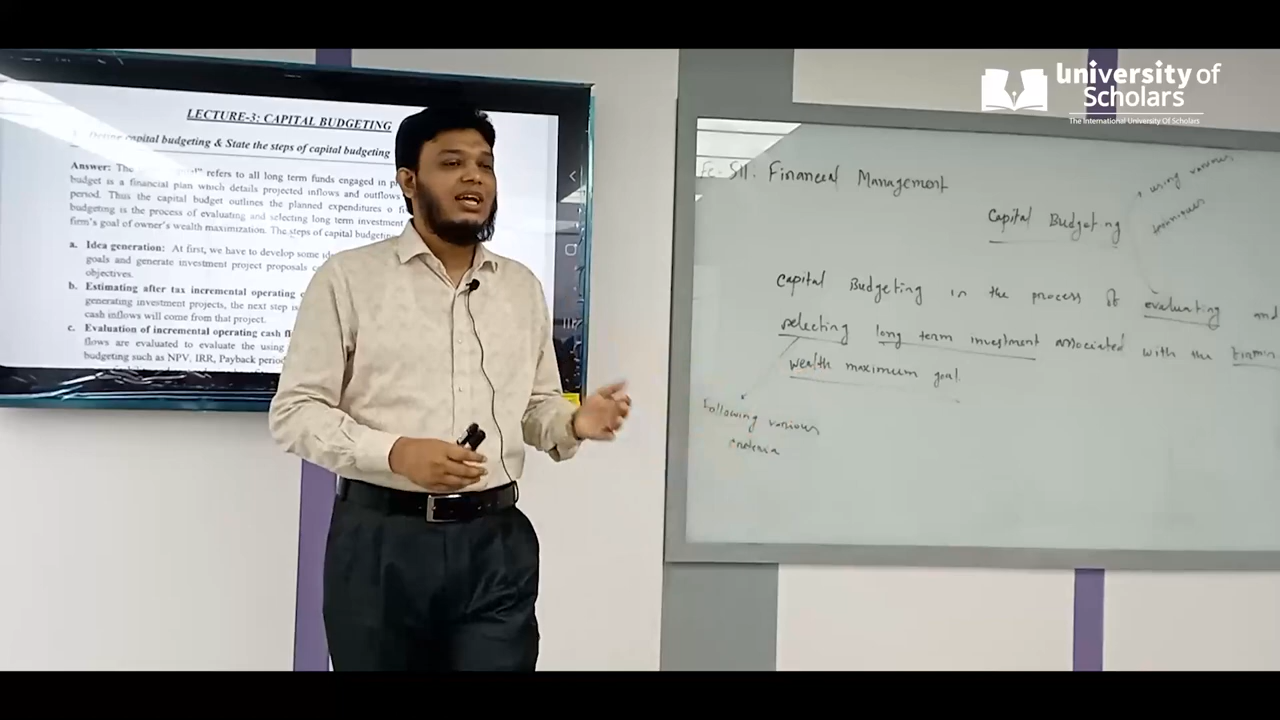 LECTURE-3: CAPITAL BUDGETING
Define capital budgeting & State the steps of capital budgeting
Answer: The refers to all long term funds engaged in
budget is a financial plan which details projected inflows and outflows
period. Thus the capital budget outlines the planned expenditures o
budgeting is the process of evaluating and selecting long term investment
firm's goal of owner's wealth maximization. The steps of capital budgeting
a. Idea generation: At first, we have to develop some
goals and generate investment project proposals
objectives.
b. Estimating after tax incremental operating
generating investment projects, the next step is
cash inflows will come from that project.
c. Evaluation of incremental operating cash
flows are evaluated to evaluate the using
budgeting such as NPV, IRR, Payback
University of
Scholars
The International University Of Scholars
511. Financeal Management
Capital Budgeting
using various
Capital Budgeting in the process of evaluating and
selecting long term investment associated with the
wealth maximum goal.
Following various